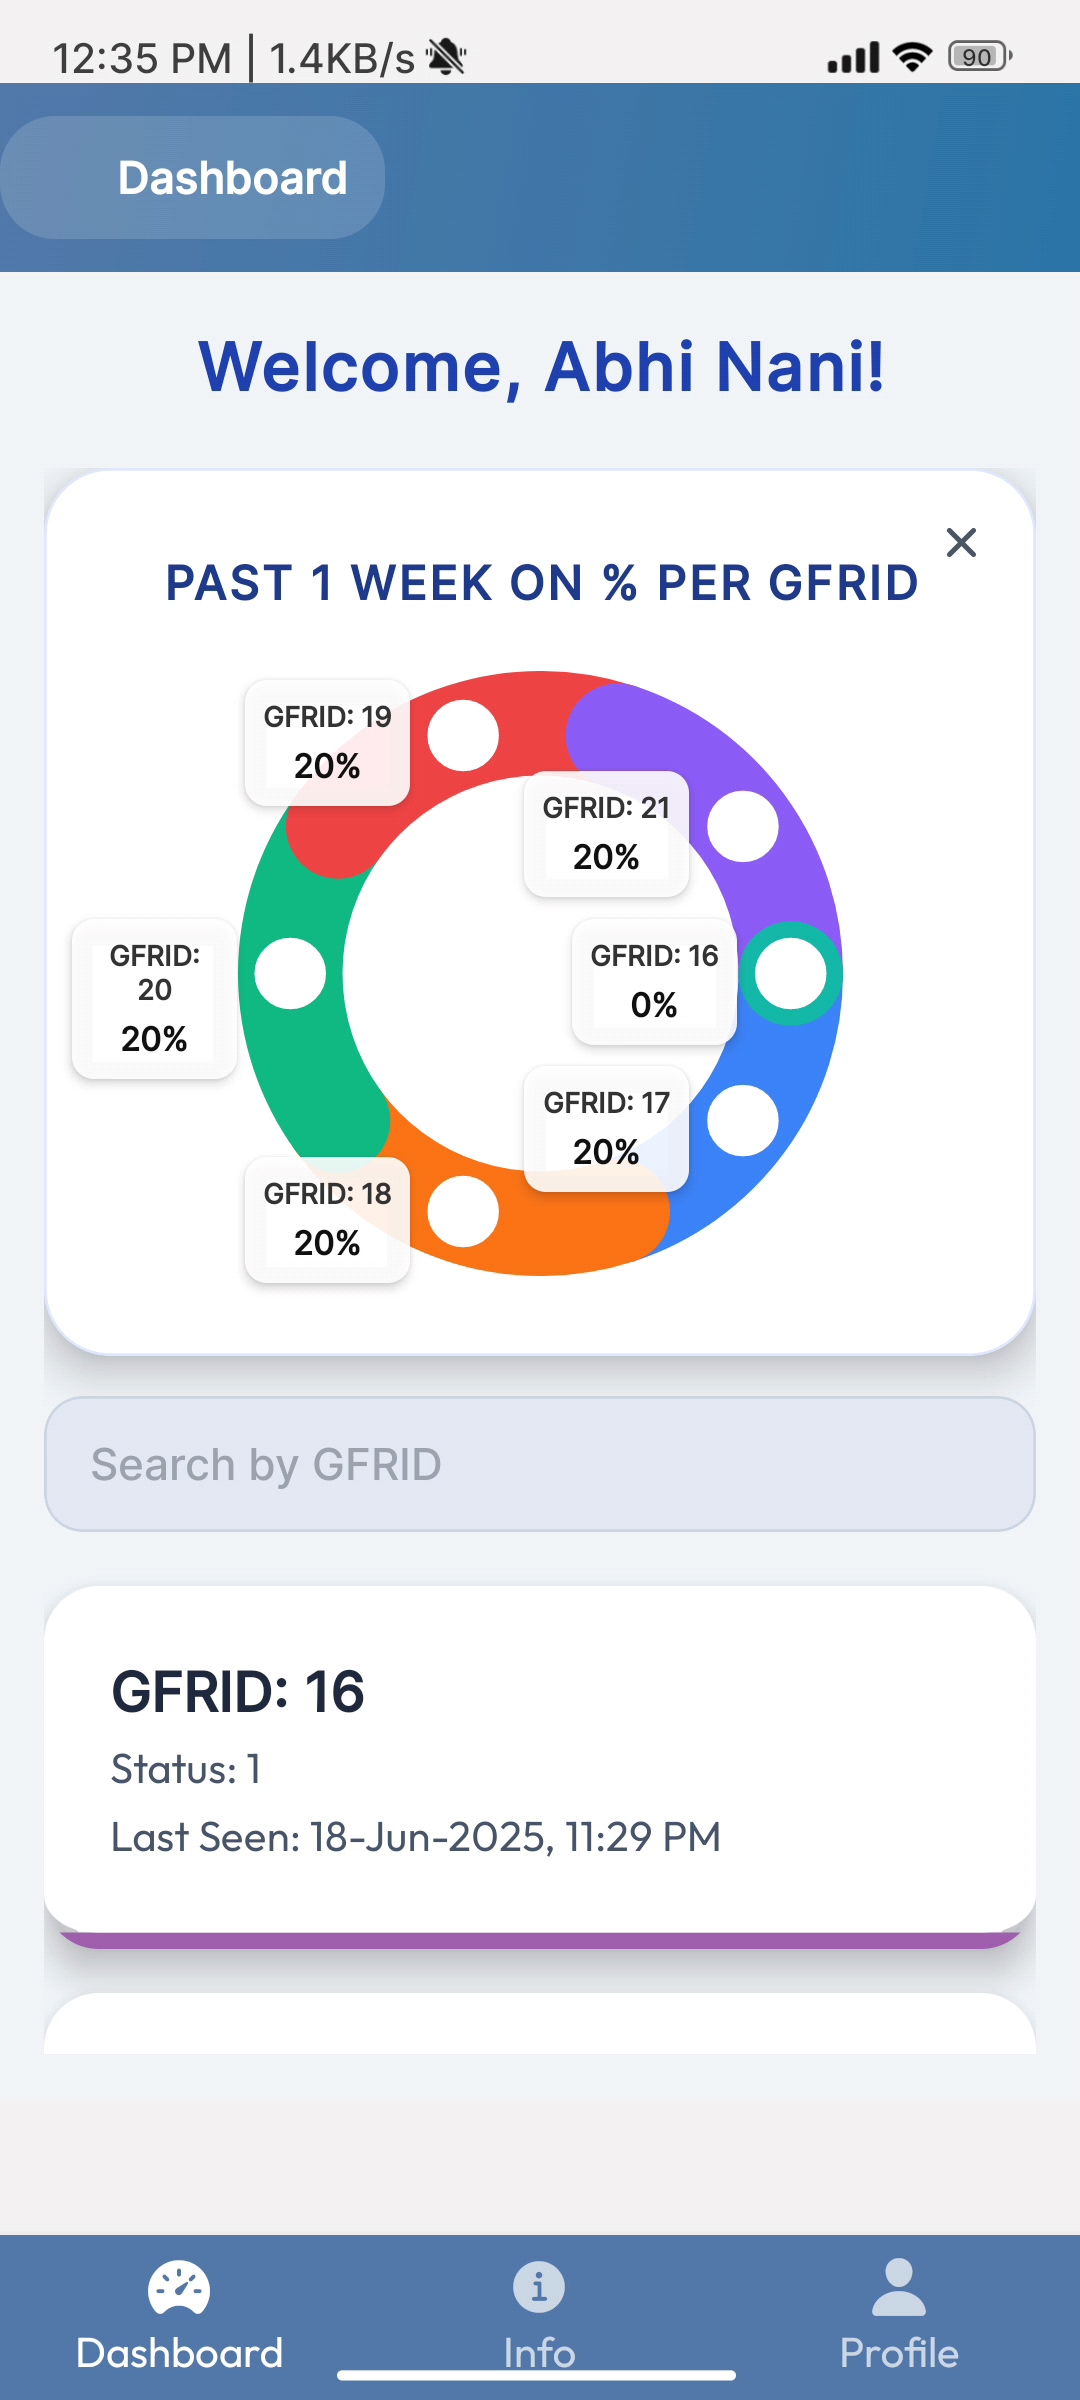 12:35 PM | 1.4KB/s
90
Dashboard
Welcome, Abhi Nani!
PAST 1 WEEK ON % PER GFRID
GFRID: 19
20%
GFRID: 21
20%
GFRID:
20
20%
GFRID: 16
0%
GFRID: 17
20%
GFRID: 18
20%
Search by GFRID
GFRID: 16
Status: 1
Last Seen: 18-Jun-2025, 11:29 PM
Dashboard
Info
Profile